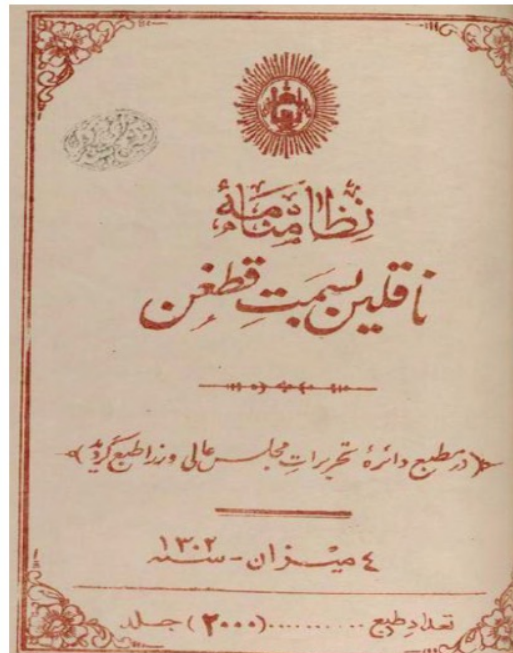 نظامنامهٔ
ناقلین بسمتِ قطغن
(در مطبع دائرهٔ تحریراتِ مجلس عالی وزرا طبع گردید)
٤ میزان - سنه ۱۳۰۲
تعداد طبع ..........(۲۰۰۰) جلد